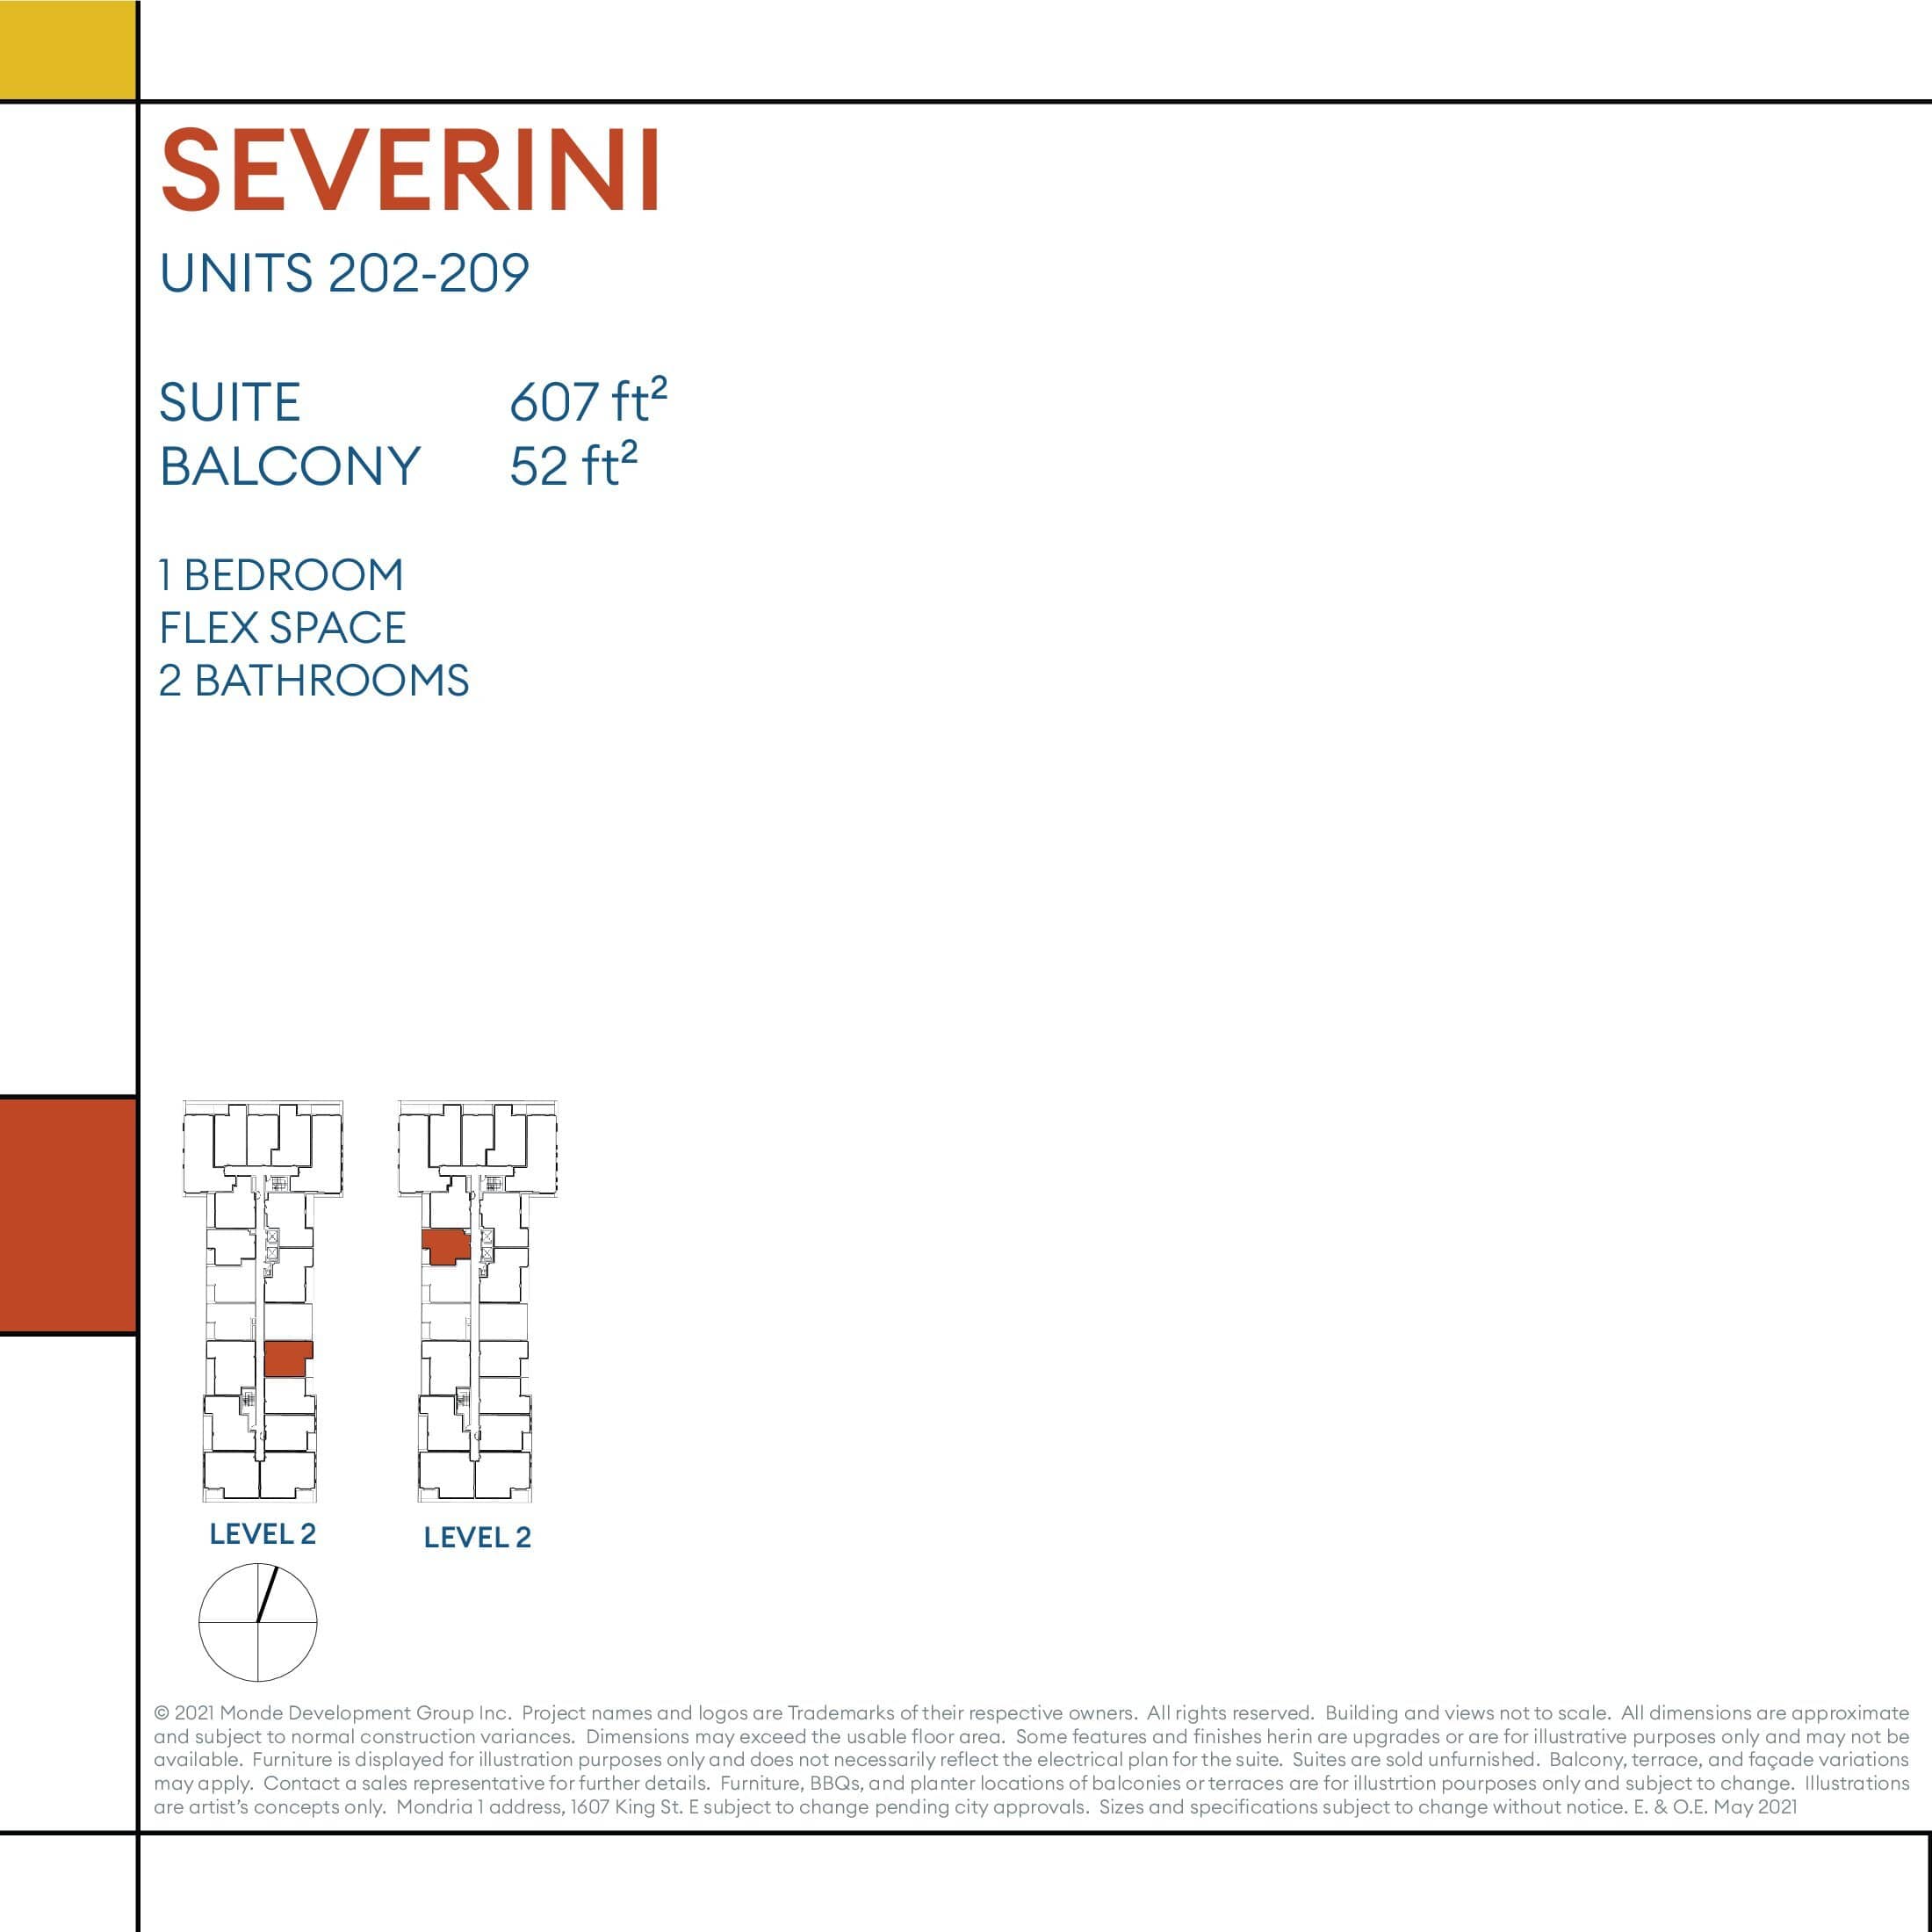 SEVERINI
UNITS 202-209
SUITE 607 ft²
BALCONY 52 ft²
1 BEDROOM
FLEX SPACE
2 BATHROOMS
LEVEL 2
LEVEL 2
© 2021 Monde Development Group Inc. Project names and logos are Trademarks of their respective owners. All rights reserved. Building and views not to scale. All dimensions are approximate
and subject to normal construction variances. Dimensions may exceed the usable floor area. Some features and finishes herin are upgrades or are for illustrative purposes only and may not be
available. Furniture is displayed for illustration purposes only and does not necessarily reflect the electrical plan for the suite. Suites are sold unfurnished. Balcony, terrace, and façade variations
may apply. Contact a sales representative for further details. Furniture, BBQs, and planter locations of balconies or terraces are for illustrtion pourposes only and subject to change. Illustrations
are artist's concepts only. Mondria 1 address, 1607 King St. E subject to change pending city approvals. Sizes and specifications subject to change without notice. E. & O.E. May 2021